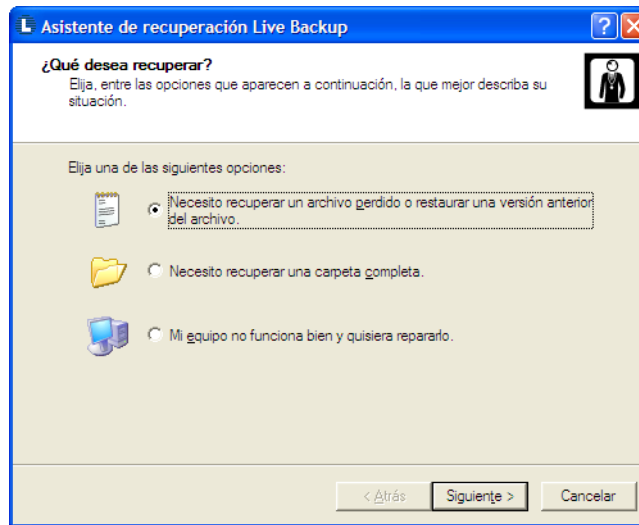 L Asistente de recuperación Live Backup
¿Qué desea recuperar?
Elija, entre las opciones que aparecen a continuación, la que mejor describa su
situación.
Elija una de las siguientes opciones:
Necesito recuperar un archivo perdido o restaurar una versión anterior
del archivo.
Necesito recuperar una carpeta completa.
Mi equipo no funciona bien y quisiera repararlo.
< Atrás Siguiente > Cancelar